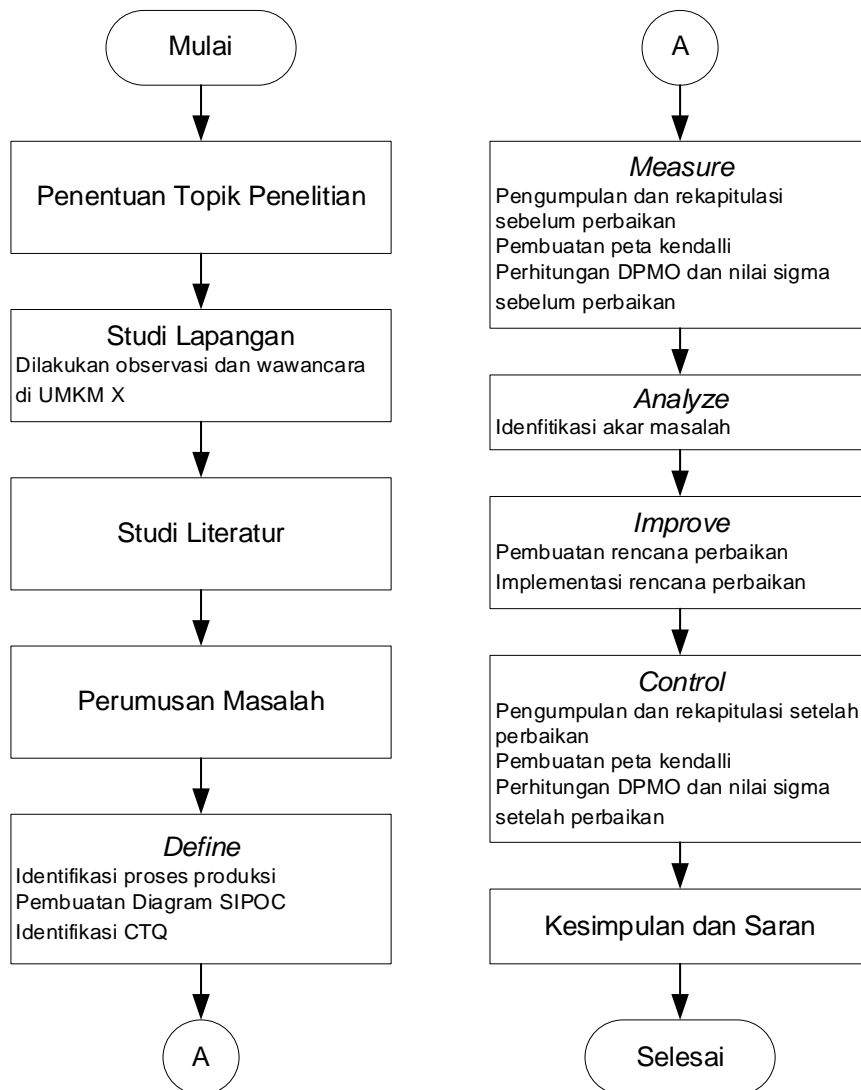 Mulai
Penentuan Topik Penelitian
Studi Lapangan
Dilakukan observasi dan wawancara
di UMKM X
Studi Literatur
Perumusan Masalah
Define
Identifikasi proses produksi
Pembuatan Diagram SIPOC
Identifikasi CTQ
A
A
Measure
Pengumpulan dan rekapitulasi
sebelum perbaikan
Pembuatan peta kendalli
Perhitungan DPMO dan nilai sigma
sebelum perbaikan
Analyze
Idenfitikasi akar masalah
Improve
Pembuatan rencana perbaikan
Implementasi rencana perbaikan
Control
Pengumpulan dan rekapitulasi setelah
perbaikan
Pembuatan peta kendalli
Perhitungan DPMO dan nilai sigma
setelah perbaikan
Kesimpulan dan Saran
Selesai